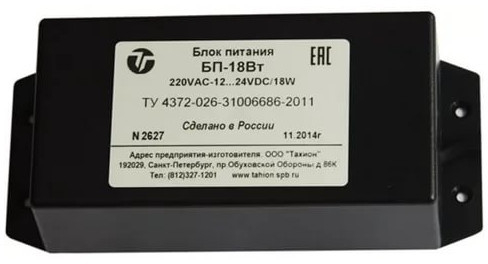 Блок питания
EAC
БП-18Вт
220VAC-12...24VDC/18W
ТУ 4372-026-31006686-2011
Сделано в России
N 2627
11.2014г
Адрес предприятия-изготовителя. ООО "Тахион"
192029, Санкт-Петербург, пр.Обуховской Обороны д 86К
Тел: (812)327-1201 www.tahion.spb.ru